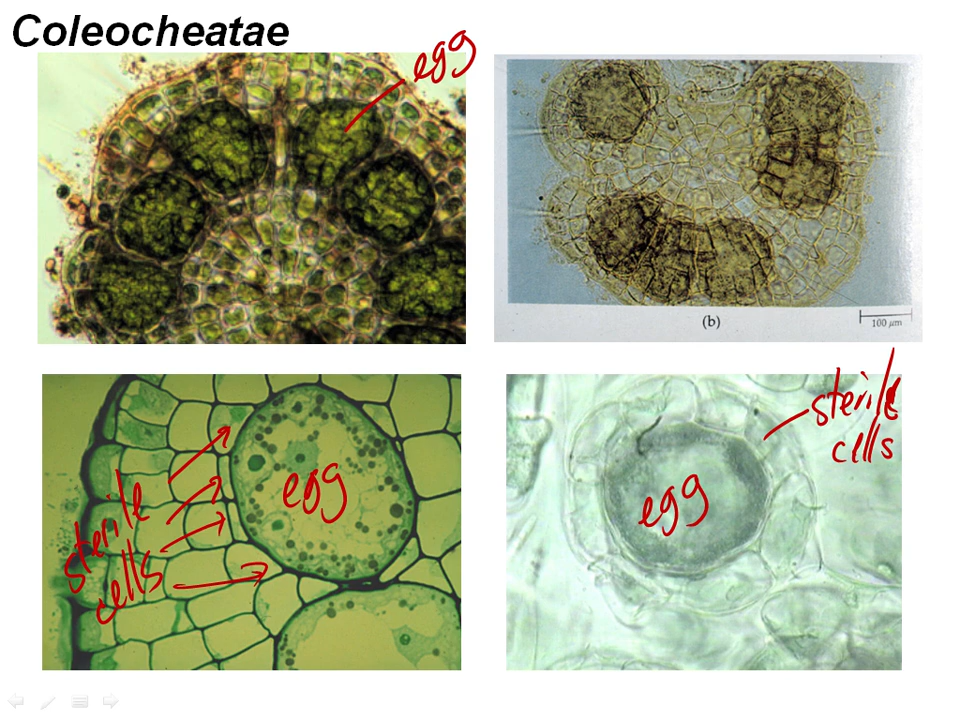 Coleocheatae
egg
(b)
100 µm
sterile
cells
egg
sterile
cells
egg